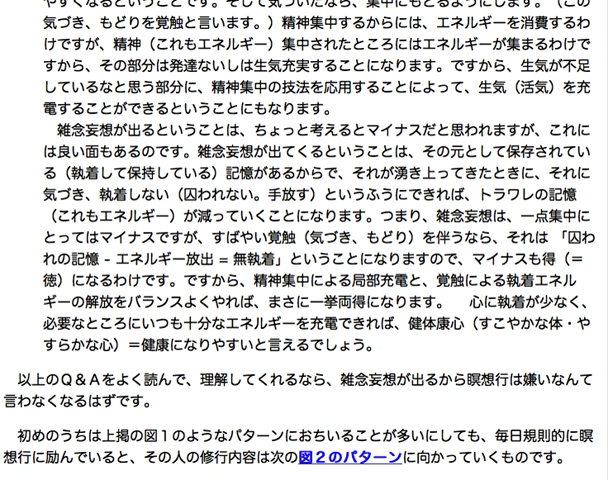 やすくなるということです。そして気づいたなら、集中にもどるようにします。（この
気づき、もどりを覚触と言います。）精神集中するからには、エネルギーを消費するわ
けですが、精神（これもエネルギー）集中されたところにはエネルギーが集まるわけで
すから、その部分は発達ないしは生気充実することになります。ですから、生気が不足
しているなと思う部分に、精神集中の技法を応用することによって、生気（活気）を充
電することができるということにもなります。
雑念妄想が出るということは、ちょっと考えるとマイナスだと思われますが、これに
は良い面もあるのです。雑念妄想が出てくるということは、その元として保存されてい
る（執着して保持している）記憶があるからで、それが湧き上ってきたときに、それに
気づき、執着しない（囚われない。手放す）というふうにできれば、トラワレの記憶
（これもエネルギー）が減っていくことになります。つまり、雑念妄想は、一点集中に
とってはマイナスですが、すばやい覚触（気づき、もどり）を伴うなら、それは 「囚わ
れの記憶 - エネルギー放出 = 無執着」ということになりますので、マイナスも得（＝
徳）になるわけです。ですから、精神集中による局部充電と、覚触による執着エネル
ギーの解放をバランスよくやれば、まさに一挙両得になります。 心に執着が少なく、
必要なところにいつも十分なエネルギーを充電できれば、健体康心（すこやかな体・や
すらかな心）＝健康になりやすいと言えるでしょう。
以上のＱ＆Ａをよく読んで、理解してくれるなら、雑念妄想が出るから瞑想行は嫌いなんて
言わなくなるはずです。
初めのうちは上掲の図１のようなパターンにおちいることが多いにしても、毎日規則的に瞑
想行に励んでいると、その人の修行内容は次の図２のパターンに向かっていくものです。